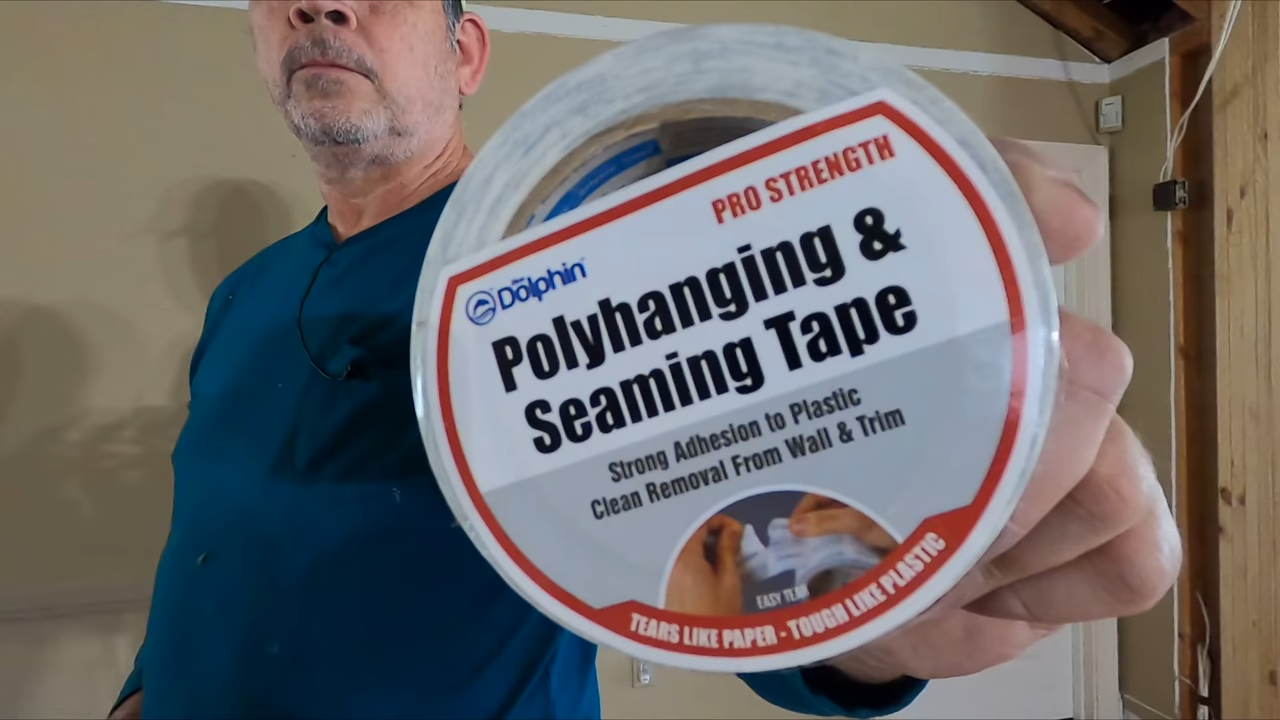 PRO STRENGTH
Dolphin
Polyhanging &
Seaming Tape
Strong Adhesion to Plastic
Clean Removal From Wall & Trim
EASY TEAR
TEARS LIKE PAPER - TOUGH LIKE PLASTIC